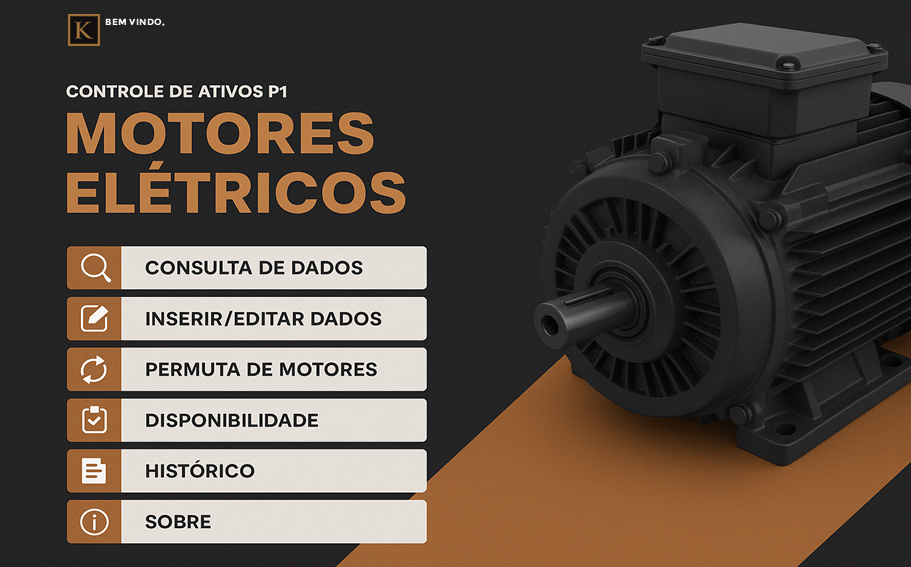 K
BEM VINDO,
CONTROLE DE ATIVOS P1
MOTORES
ELÉTRICOS
CONSULTA DE DADOS
INSERIR/EDITAR DADOS
PERMUTA DE MOTORES
DISPONIBILIDADE
HISTÓRICO
SOBRE